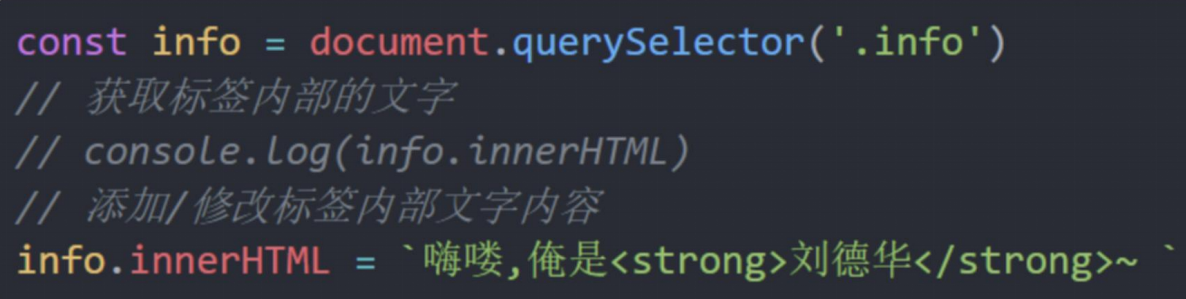 const info = document.querySelector('.info')
// 获取标签内部的文字
// console.log(info.innerHTML)
// 添加/修改标签内部文字内容
info.innerHTML = `嗨喽,俺是<strong>刘德华</strong>~ `